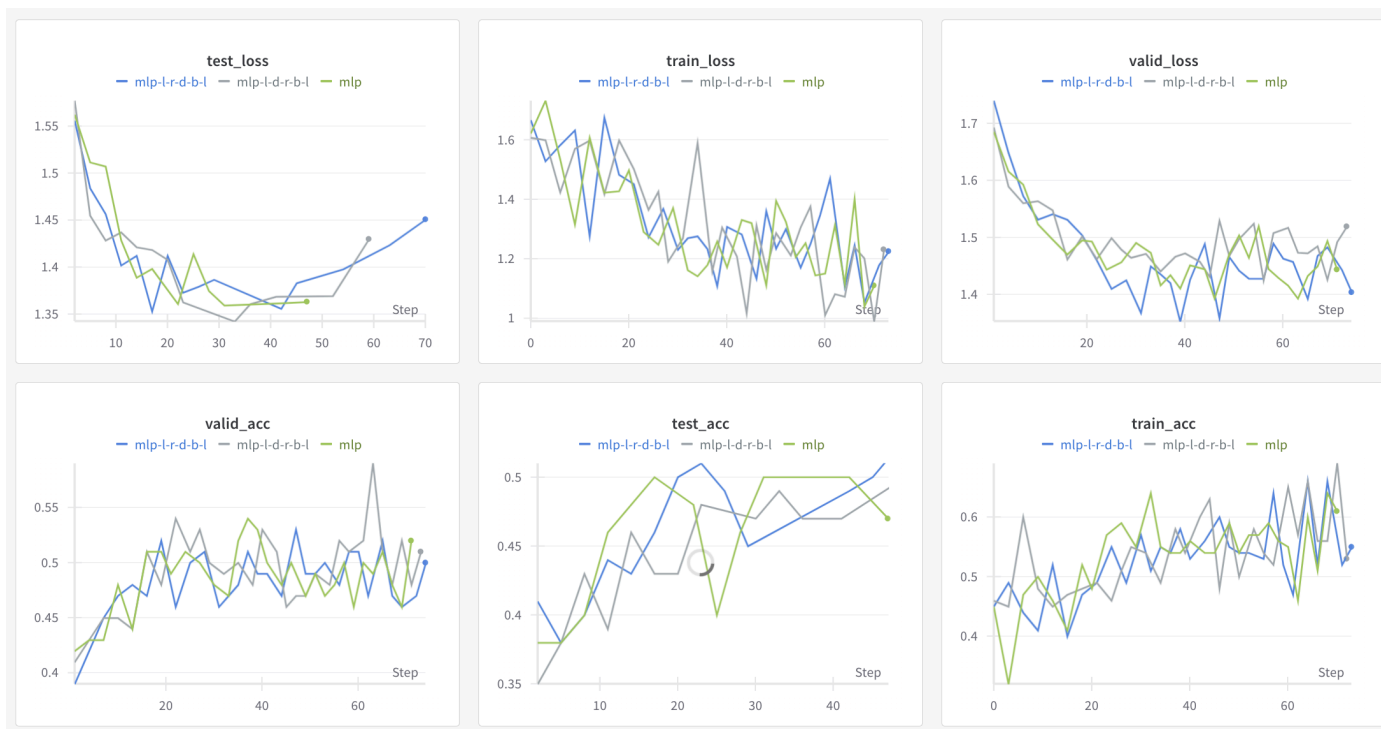 test_loss
mlp-l-r-d-b-l mlp-l-d-r-b-l mlp
1.55
1.5
1.45
1.4
1.35
Step
10 20 30 40 50 60 70
train_loss
mlp-l-r-d-b-l mlp-l-d-r-b-l mlp
1.6
1.4
1.2
1
Step
0 20 40 60
valid_loss
mlp-l-r-d-b-l mlp-l-d-r-b-l mlp
1.7
1.6
1.5
1.4
Step
20 40 60
valid_acc
mlp-l-r-d-b-l mlp-l-d-r-b-l mlp
0.55
0.5
0.45
0.4
Step
20 40 60
test_acc
mlp-l-r-d-b-l mlp-l-d-r-b-l mlp
0.5
0.45
0.4
0.35
Step
10 20 30 40
train_acc
mlp-l-r-d-b-l mlp-l-d-r-b-l mlp
0.6
0.5
0.4
Step
0 20 40 60